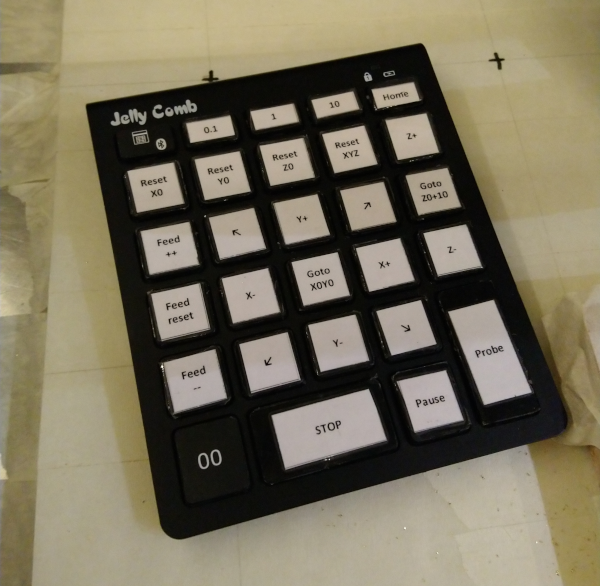 Jelly Comb
0.1
1
10
Home
Reset
X0
Reset
Y0
Reset
Z0
Reset
XYZ
Z+
Feed
++
↖
Y+
↗
Goto
Z0+10
Feed
reset
X-
Goto
X0Y0
X+
Z-
Feed
--
↙
Y-
↘
Probe
00
STOP
Pause